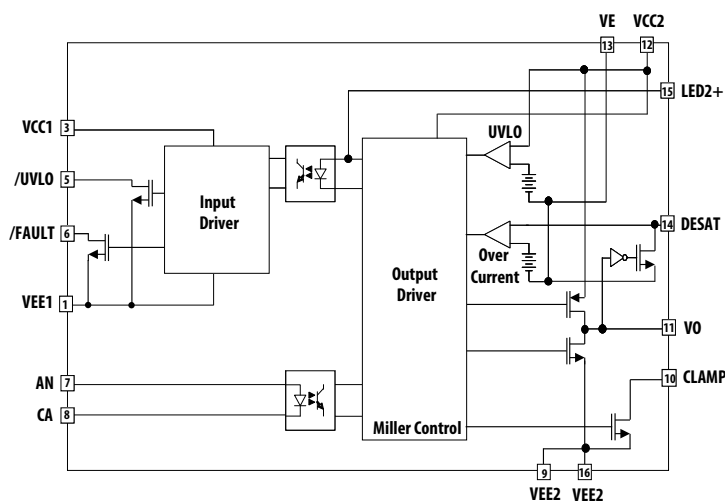 VE VCC2
13 12
15 LED2+
VCC1 3
UVLO
/UVLO 5
Input
Driver
/FAULT 6
14 DESAT
Over
Current
Output
Driver
VEE1 1
11 VO
AN 7
10 CLAMP
CA 8
Miller Control
9 16
VEE2 VEE2